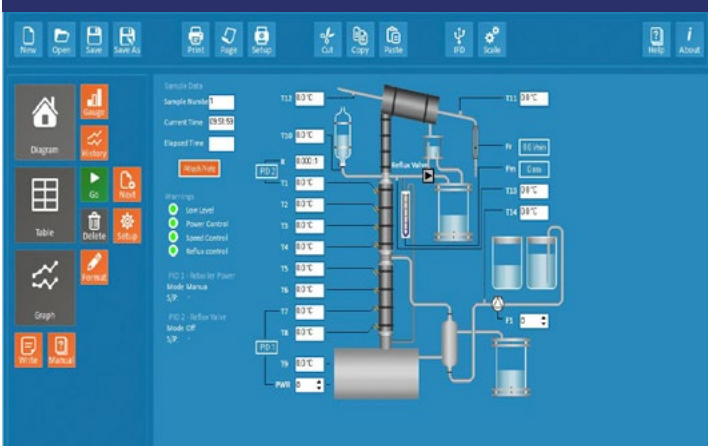 New Open Save Save As Print Page Setup Cut Copy Paste IFD Scale Help About
Diagram
Gauge
History
Table
Go
Next
Delete
Setup
Graph
Format
Write
Manual
Sample Data
Sample Numbe 1
Current Time 09:51:59
Elapsed Time
Attach Note
Warnings
Low Level
Power Control
Speed Control
Reflux control
PID 1 - Reboiler Power
Mode Manua
S/P: -
PID 2 - Reflux Valve
Mode Off
S/P: -
T12 0.0 °C
T10 0.0 °C
R 0.000:1
PID 2
T1 0.0 °C
T2 0.0 °C
T3 0.0 °C
T4 0.0 °C
T5 0.0 °C
T6 0.0 °C
T7 0.0 °C
T8 0.0 °C
PID 1
T9 0.0 °C
PWR 0
Reflux Valve
T11 0.0 °C
Fr 0.0 l/min
Pm
T13 0.0 °C
T14 0.0 °C
F1 0